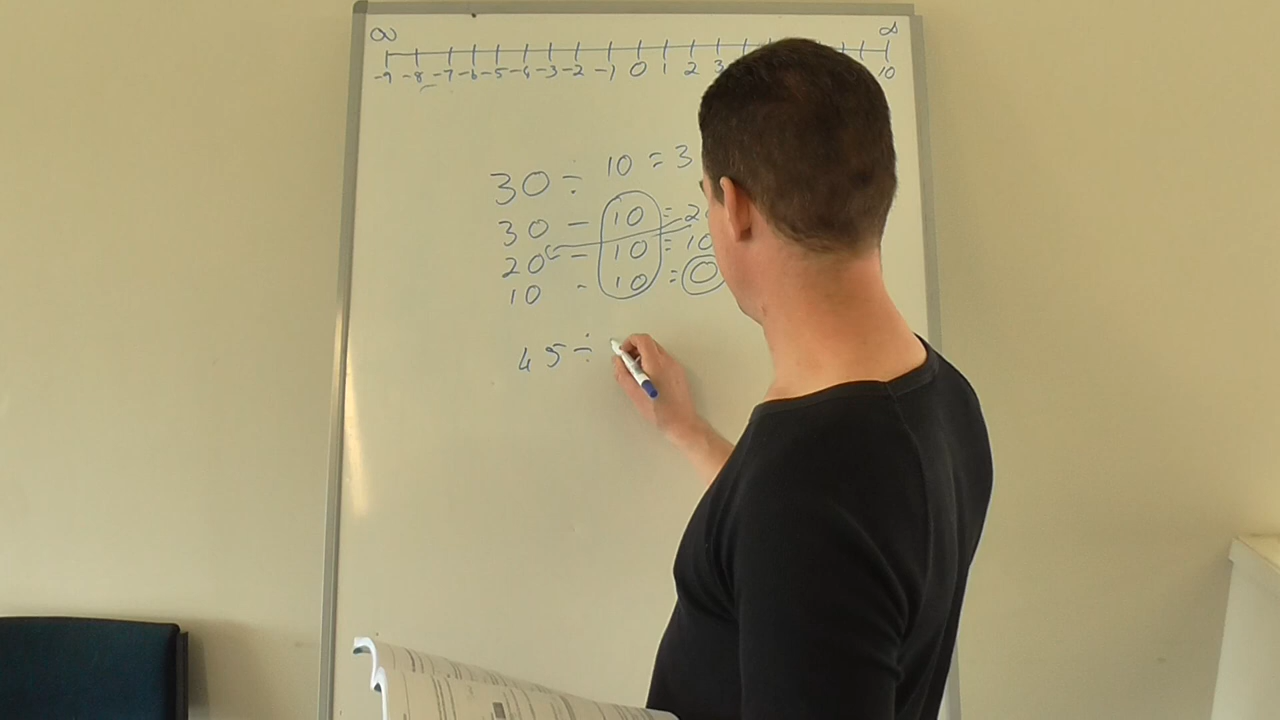 ∞ ∞
-9 -8 -7 -6 -5 -4 -3 -2 -1 0 1 2 3 10
30 ÷ 10 = 3
30 - 10 = 20
20 - 10 = 10
10 - 10 = 0
45 ÷